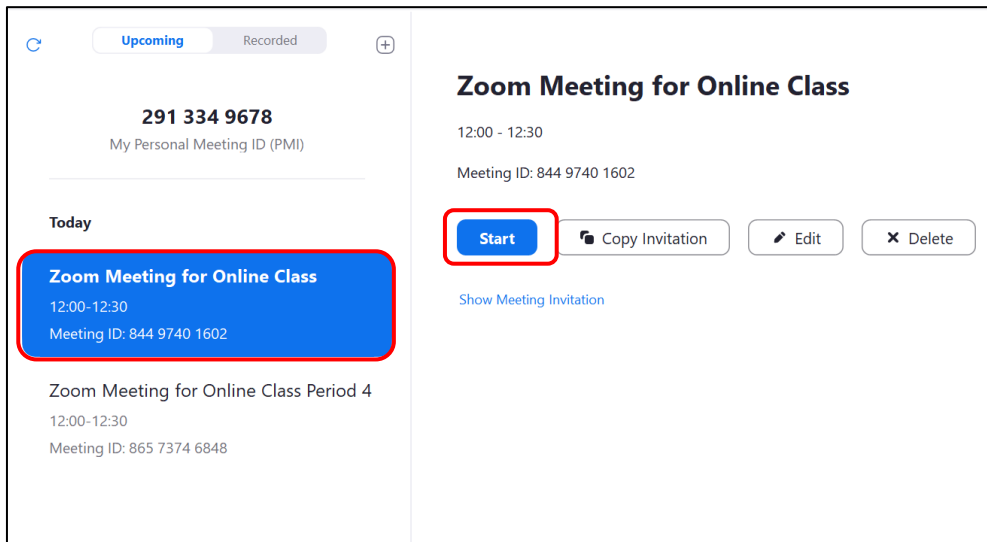 Upcoming
Recorded
291 334 9678
My Personal Meeting ID (PMI)
Today
Zoom Meeting for Online Class
12:00-12:30
Meeting ID: 844 9740 1602
Zoom Meeting for Online Class Period 4
12:00-12:30
Meeting ID: 865 7374 6848
Zoom Meeting for Online Class
12:00 - 12:30
Meeting ID: 844 9740 1602
Start
Copy Invitation
Edit
Delete
Show Meeting Invitation